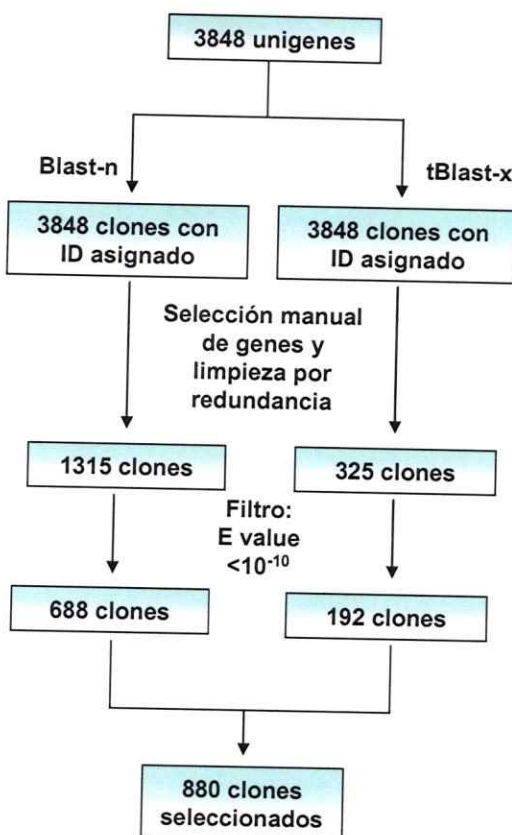 3848 unigenes
Blast-n
tBlast-x
3848 clones con
ID asignado
3848 clones con
ID asignado
Selección manual
de genes y
limpieza por
redundancia
1315 clones
325 clones
Filtro:
E value
<10⁻¹⁰
688 clones
192 clones
880 clones
seleccionados